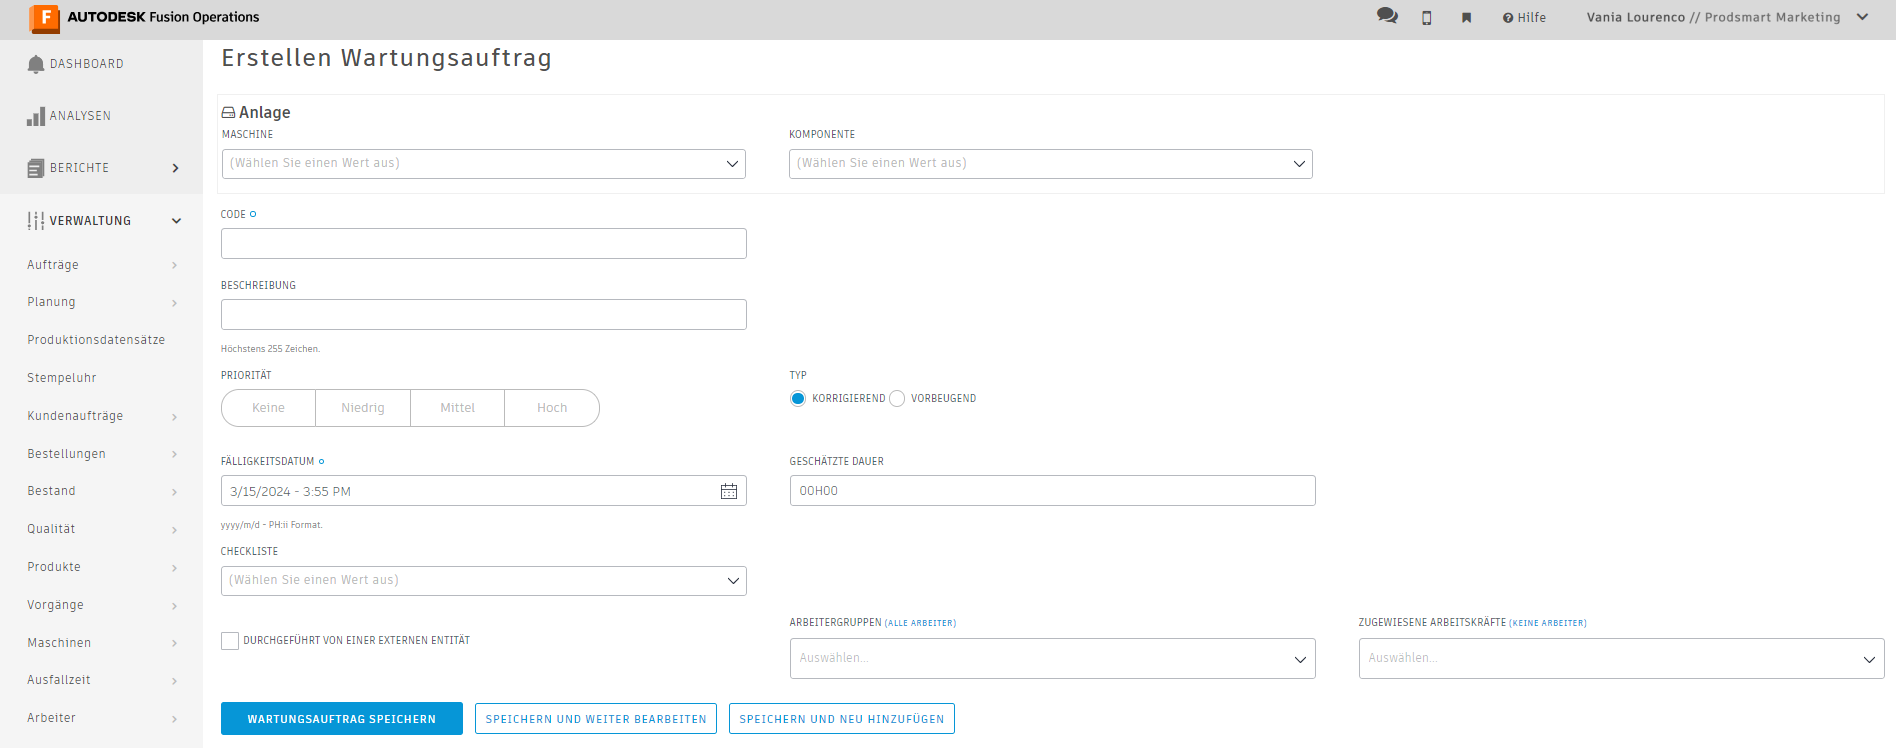 AUTODESK Fusion Operations
Hilfe
Vania Lourenco // Prodsmart Marketing
DASHBOARD
ANALYSEN
BERICHTE
VERWALTUNG
Aufträge
Planung
Produktionsdatensätze
Stempeluhr
Kundenaufträge
Bestellungen
Bestand
Qualität
Produkte
Vorgänge
Maschinen
Ausfallzeit
Arbeiter
Erstellen Wartungsauftrag
Anlage
MASCHINE
(Wählen Sie einen Wert aus)
KOMPONENTE
(Wählen Sie einen Wert aus)
CODE
BESCHREIBUNG
Höchstens 255 Zeichen.
PRIORITÄT
Keine Niedrig Mittel Hoch
TYP
KORRIGIEREND VORBEUGEND
FÄLLIGKEITSDATUM
3/15/2024 - 3:55 PM
yyyy/m/d - PH:ii Format.
GESCHÄTZTE DAUER
00H00
CHECKLISTE
(Wählen Sie einen Wert aus)
DURCHGEFÜHRT VON EINER EXTERNEN ENTITÄT
ARBEITERGRUPPEN (ALLE ARBEITER)
Auswählen...
ZUGEWIESENE ARBEITSKRÄFTE (KEINE ARBEITER)
Auswählen...
WARTUNGSAUFTRAG SPEICHERN
SPEICHERN UND WEITER BEARBEITEN
SPEICHERN UND NEU HINZUFÜGEN